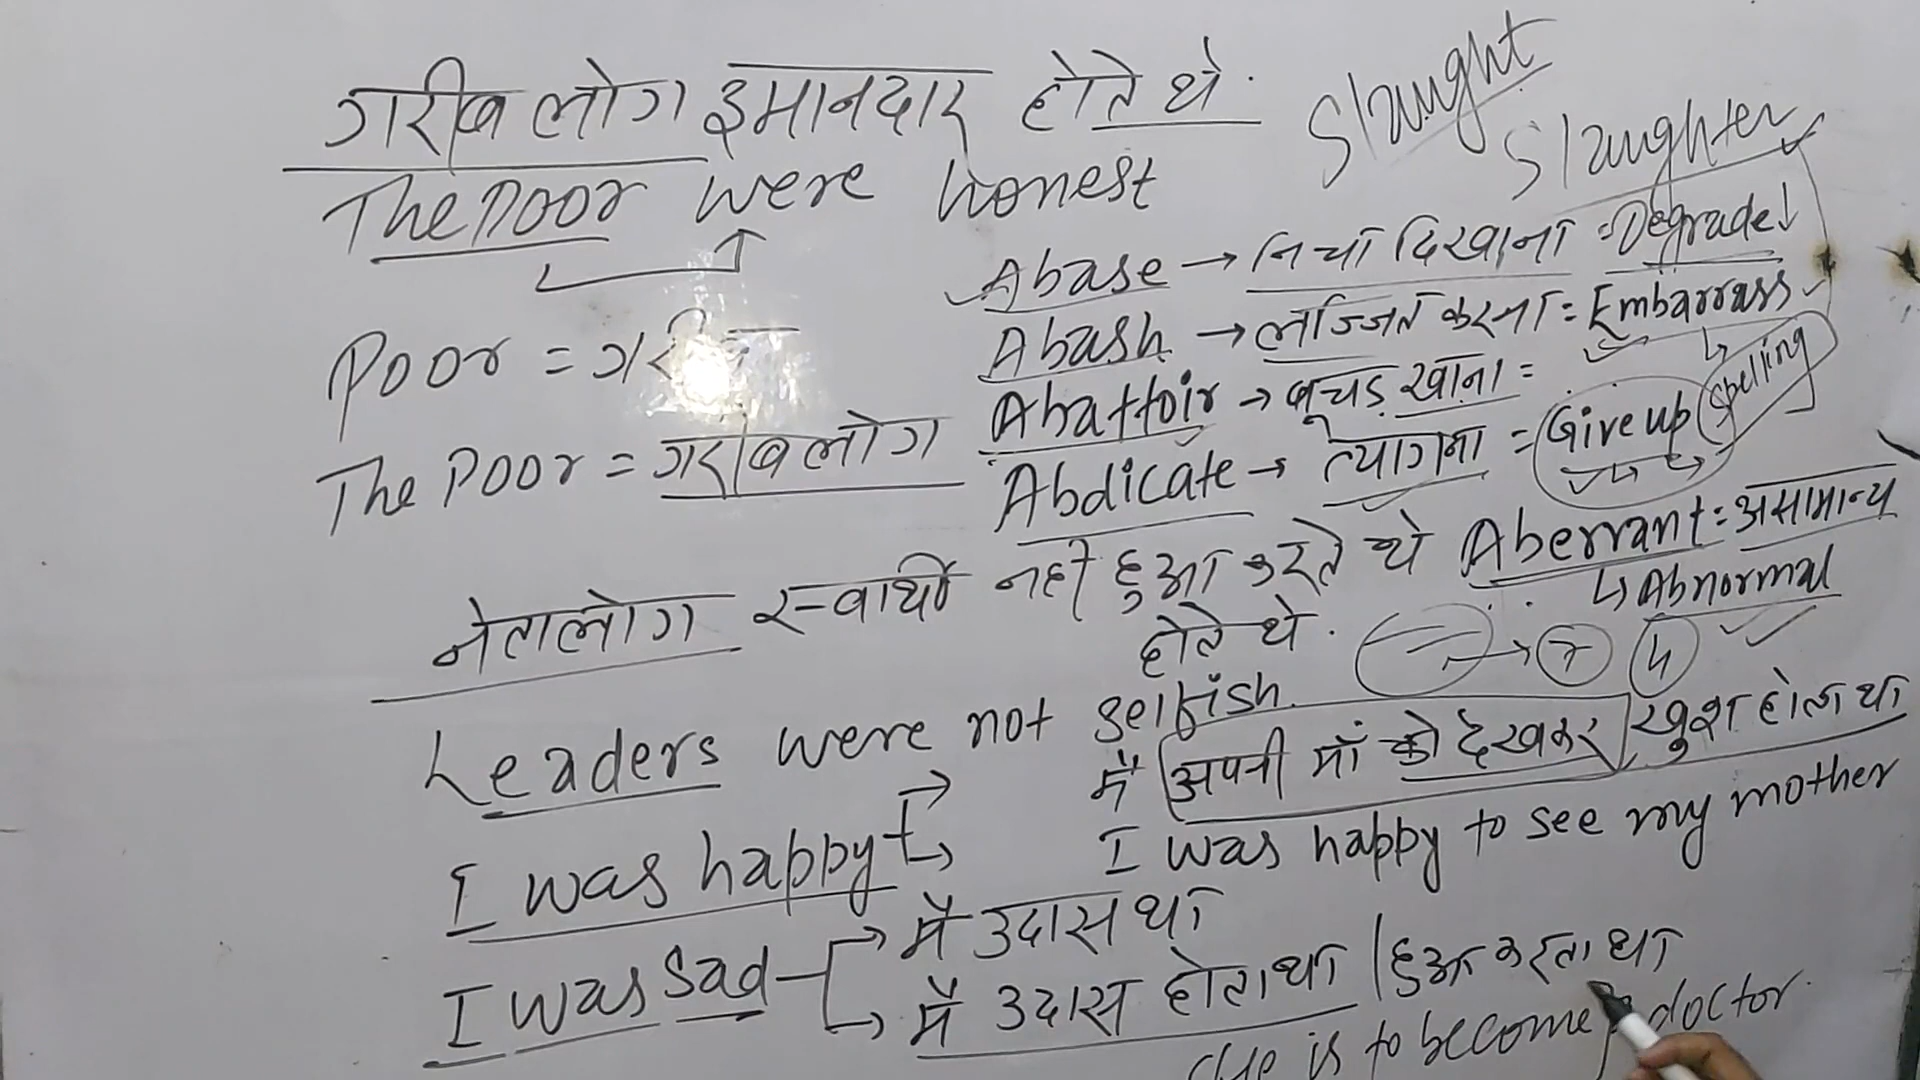 गरीब लोग इमानदार होते थे.
The Poor were honest
Poor = गरीब
The Poor = गरीब लोग
Slaught
Slaughter
Abase → निचा दिखाना = Degrade↓
Abash → लज्जित करना = Embarrass
Abattoir → बूचड़ खाना =
Abdicate → त्यागना = Give up
Spelling
Aberrant = असामान्य
↳ Abnormal
नेतालोग स्वार्थी नहीं हुआ करते थे
होते थे.
Leaders were not selfish.
मैं अपनी माँ को देखकर खुश होता था
I was happy to see my mother
I was happy
I was sad
मैं उदास था
मैं उदास होता था | हुआ करता था
is to become doctor.